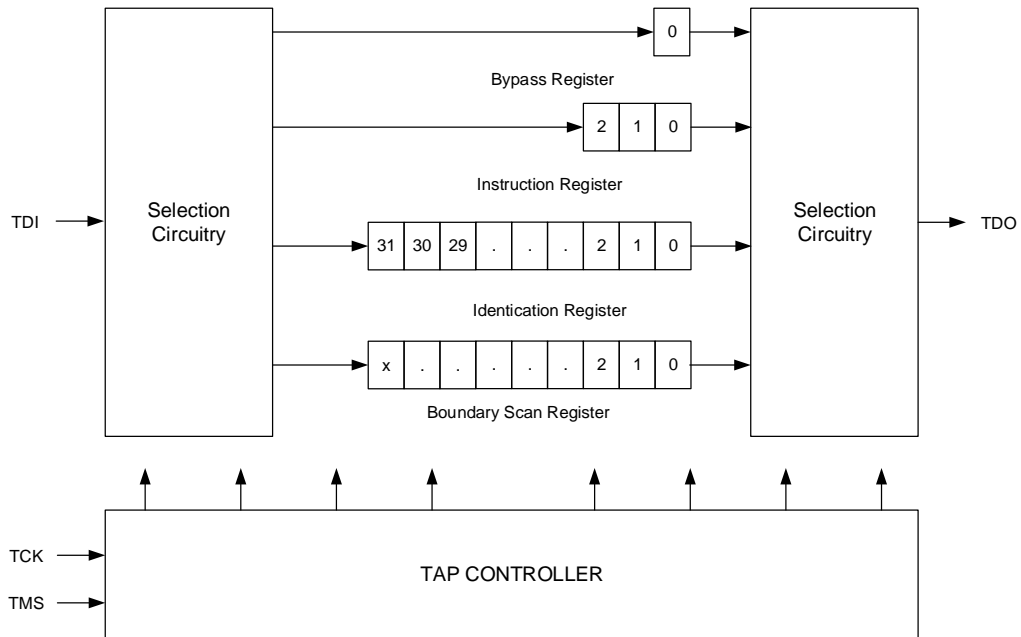 0
Bypass Register
2 1 0
Instruction Register
TDI
Selection
Circuitry
31 30 29 . . . 2 1 0
Selection
Circuitry
TDO
Identication Register
x . . . . . 2 1 0
Boundary Scan Register
TCK
TMS
TAP CONTROLLER